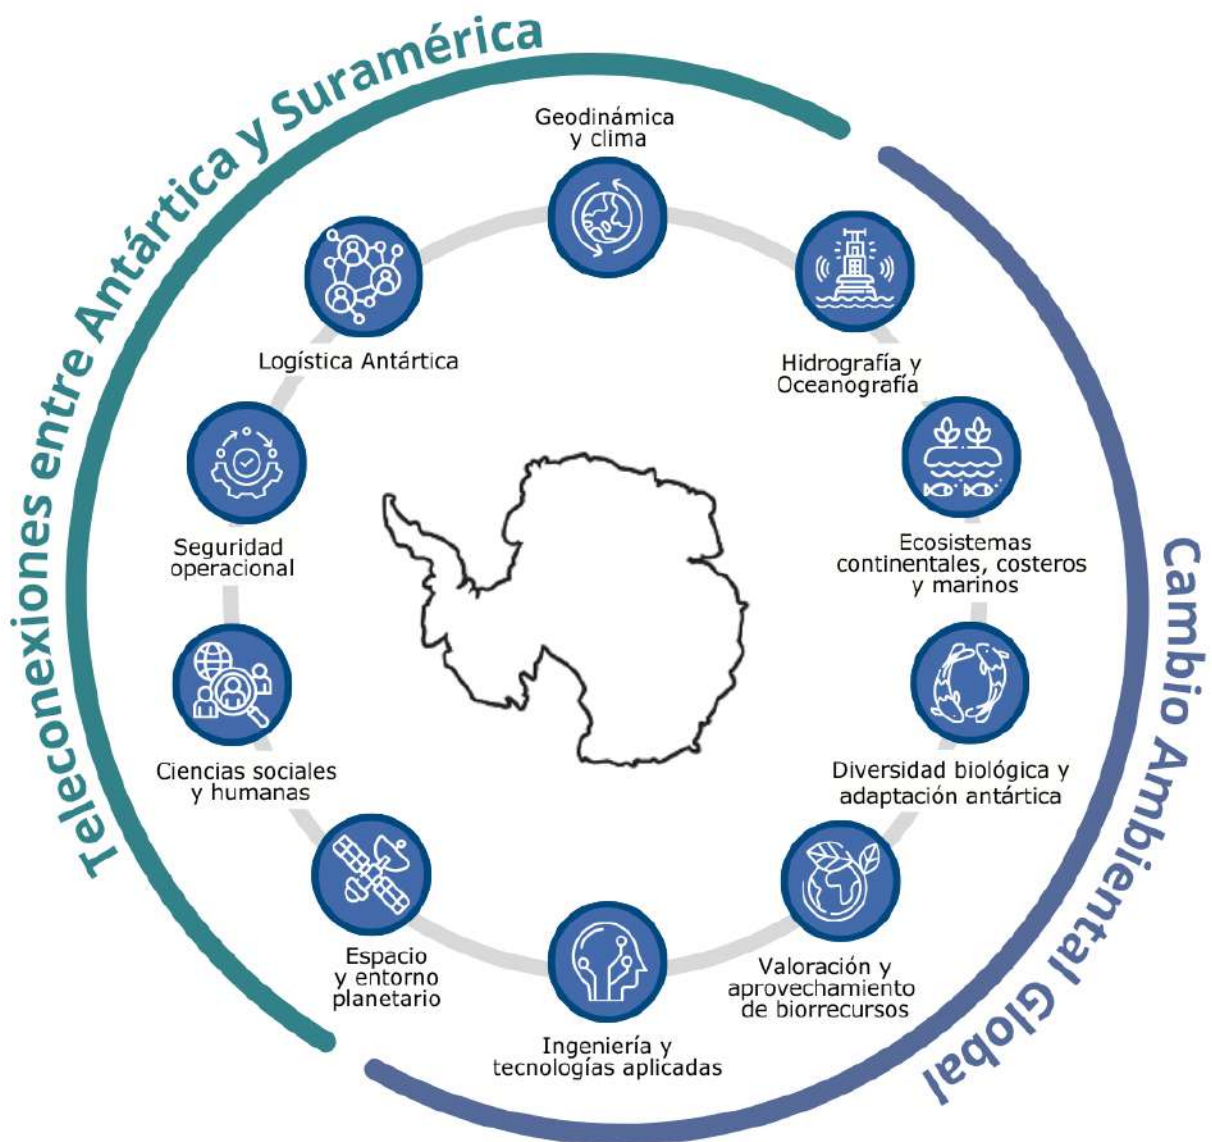 Teleconexiones entre Antártica y Suramérica
Cambio Ambiental Global
Geodinámica
y clima
Hidrografía y
Oceanografía
Ecosistemas
continentales, costeros
y marinos
Diversidad biológica y
adaptación antártica
Valoración y
aprovechamiento
de biorrecursos
Ingeniería y
tecnologías aplicadas
Espacio
y entorno
planetario
Ciencias sociales
y humanas
Seguridad
operacional
Logística Antártica